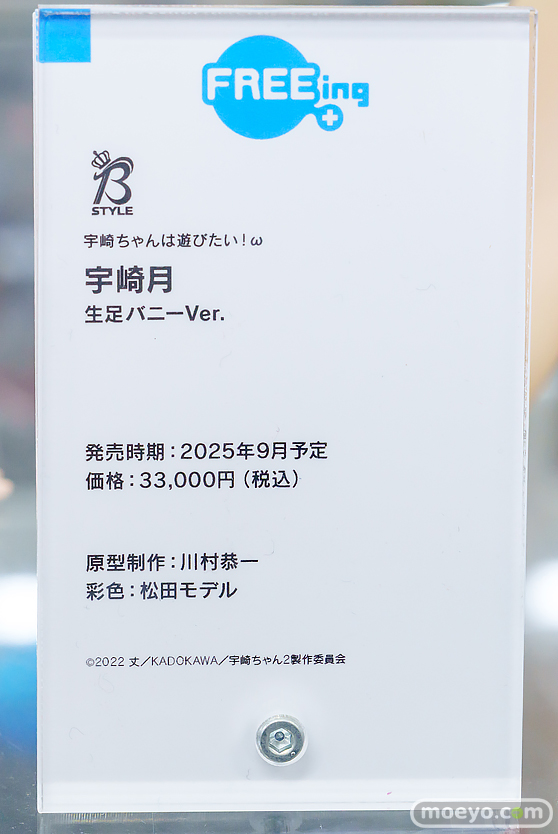 FREEing
B
STYLE
宇崎ちゃんは遊びたい！ω
宇崎月
生足バニーVer.
発売時期：2025年9月予定
価格：33,000円（税込）
原型制作：川村恭一
彩色：松田モデル
©2022 丈／KADOKAWA／宇崎ちゃん2製作委員会
moeyo.com